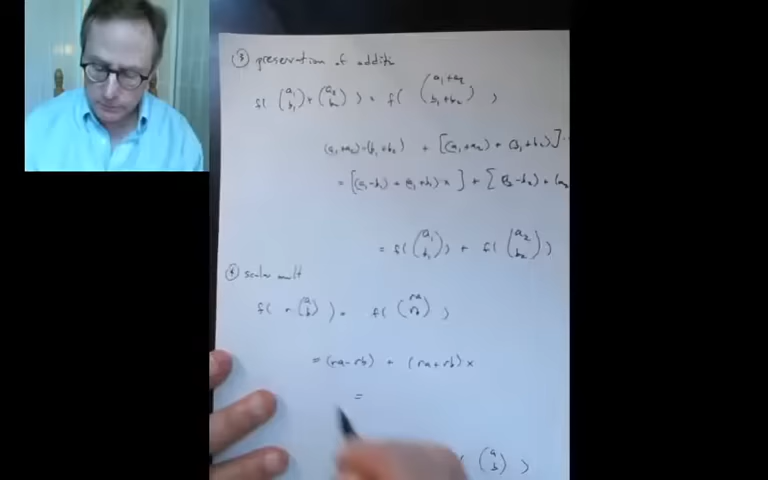 ③ preservation of additn
f( (a₁ b₁) + (a₂ b₂) ) = f( (a₁+a₂ b₁+b₂) )
(a₁+a₂)-(b₁+b₂) + [(a₁+a₂) + (b₁+b₂)]
= [(a₁-b₁) + (a₁+b₁)x ] + [ (a₂-b₂) + (a₂
= f( (a₁ b₁) ) + f( (a₂ b₂) )
④ scalar mult
f( r (a b) ) = f( (ra rb) )
= (ra-rb) + (ra+rb) x
=
(a b) )